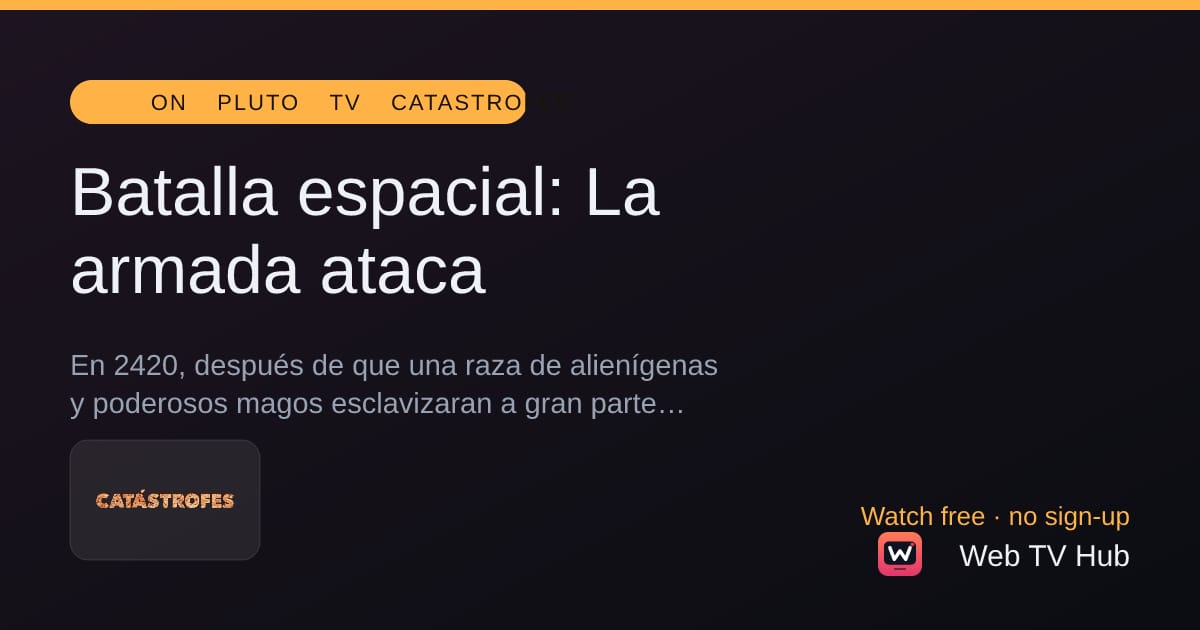 ON PLUTO TV CATASTROFES
Batalla espacial: La
armada ataca
En 2420, después de que una raza de alienígenas
y poderosos magos esclavizaran a gran parte…
CATÁSTROFES
Watch free · no sign-up
W
Web TV Hub